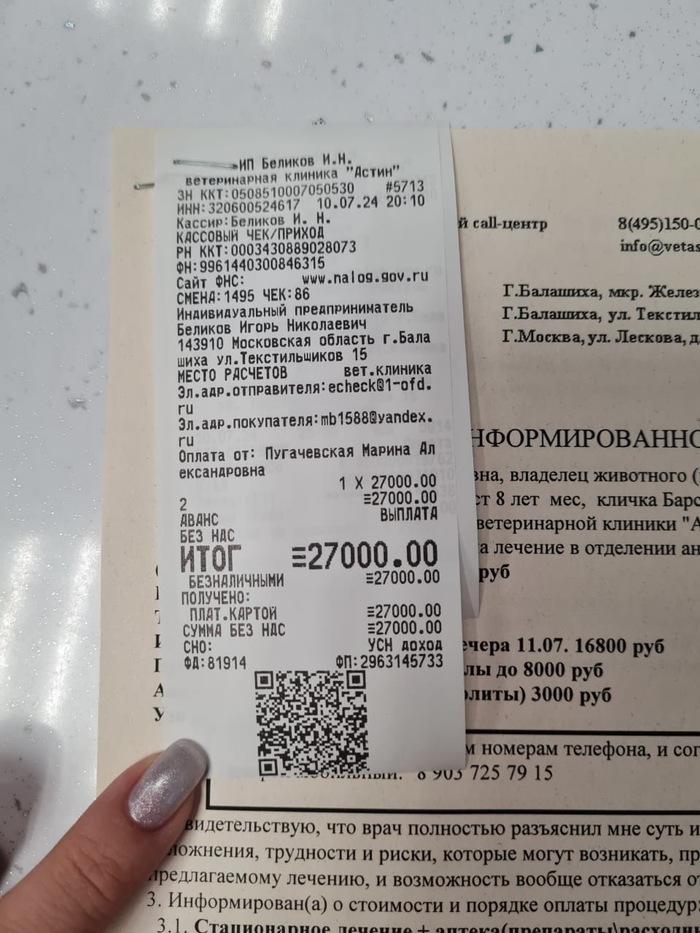 ИП Беликов И.Н.
ветеринарная клиника "Астин"
ЗН ККТ:0508510007050530 #5713
ИНН:320600524617 10.07.24 20:10
Кассир:Беликов И. Н.
КАССОВЫЙ ЧЕК/ПРИХОД
РН ККТ:0003430889028073
ФН:9961440300846315
Сайт ФНС: www.nalog.gov.ru
СМЕНА:1495 ЧЕК:86
Индивидуальный предприниматель
Беликов Игорь Николаевич
143910 Московская область г.Бала
шиха ул.Текстильщиков 15
МЕСТО РАСЧЕТОВ вет.клиника
Эл.адр.отправителя:echeck@1-ofd.
ru
Эл.адр.покупателя:mb1588@yandex.
ru
Оплата от: Пугачевская Марина Ал
ександровна
1 X 27000.00
2 ≡27000.00
АВАНС ВЫПЛАТА
БЕЗ НДС
ИТОГ ≡27000.00
БЕЗНАЛИЧНЫМИ ≡27000.00
ПОЛУЧЕНО:
ПЛАТ.КАРТОЙ ≡27000.00
СУММА БЕЗ НДС ≡27000.00
СНО: УСН ДОХОД
ФД:81914 ФП:2963145733
й call-центр 8(495)150-0
info@vetas
Г.Балашиха, мкр. Желез
Г.Балашиха, ул. Текстил
Г.Москва, ул. Лескова, д
НФОРМИРОВАННО
вна, владелец животного (
ст 8 лет мес, кличка Барс
ветеринарной клиники "А
а лечение в отделении ан
руб
ечера 11.07. 16800 руб
лы до 8000 руб
олиты) 3000 руб
м номерам телефона, и сог
8 903 725 79 15
видетельствую, что врач полностью разъяснил мне суть и
ложнения, трудности и риски, которые могут возникать, пр
предлагаемому лечению, и возможность вообще отказаться о
3. Информирован(а) о стоимости и порядке оплаты процедур:
3.1. Стационарное лечение + аптека(препараты\расходн